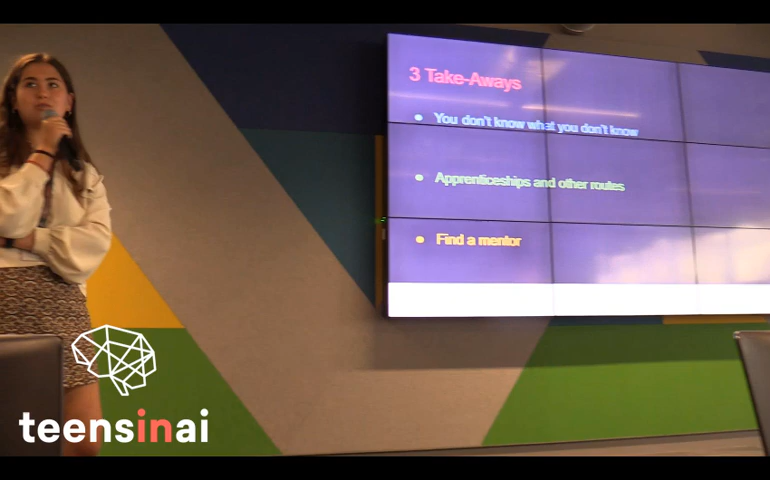 3 Take-Aways
You don't know what you don't know
Apprenticeships and other routes
Find a mentor
teensinai